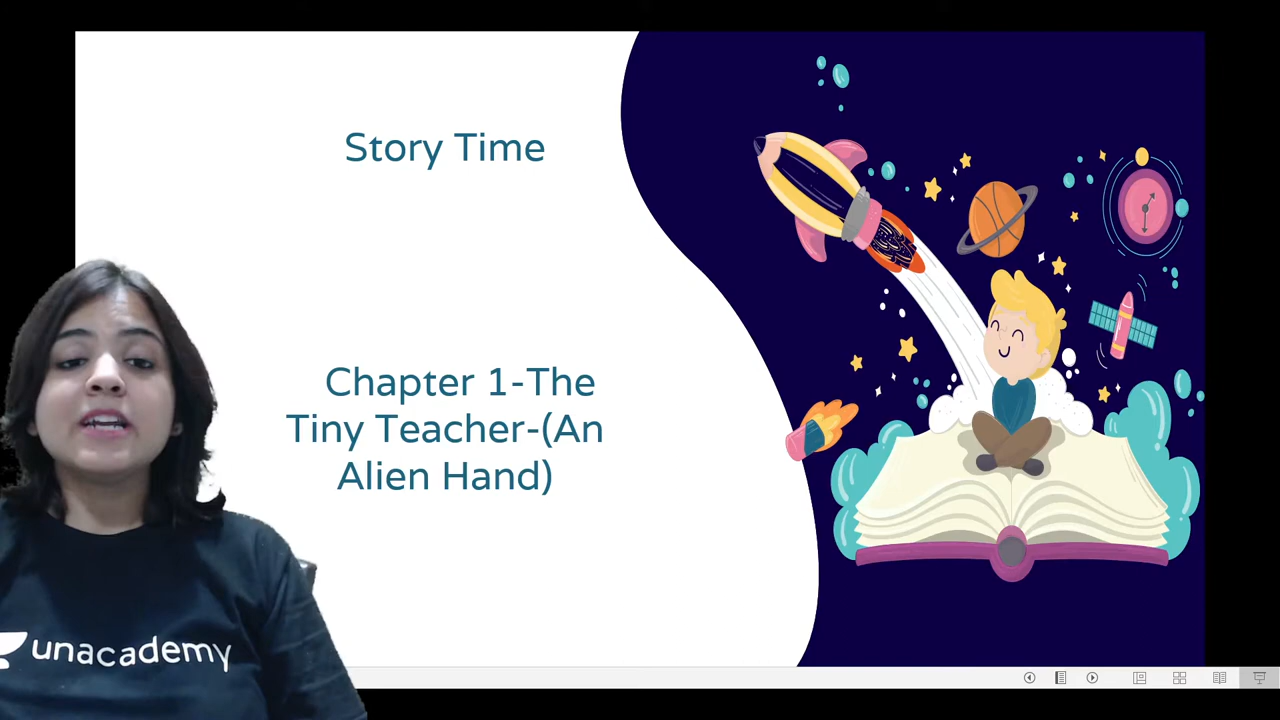 Story Time
Chapter 1-The
Tiny Teacher-(An
Alien Hand)
unacademy